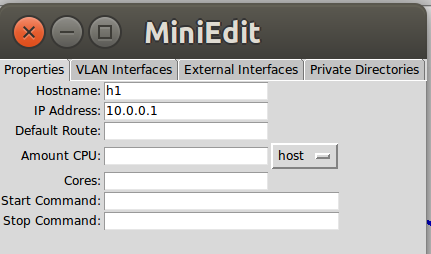 MiniEdit
Properties VLAN Interfaces External Interfaces Private Directories
Hostname: h1
IP Address: 10.0.0.1
Default Route:
Amount CPU: host
Cores:
Start Command:
Stop Command: